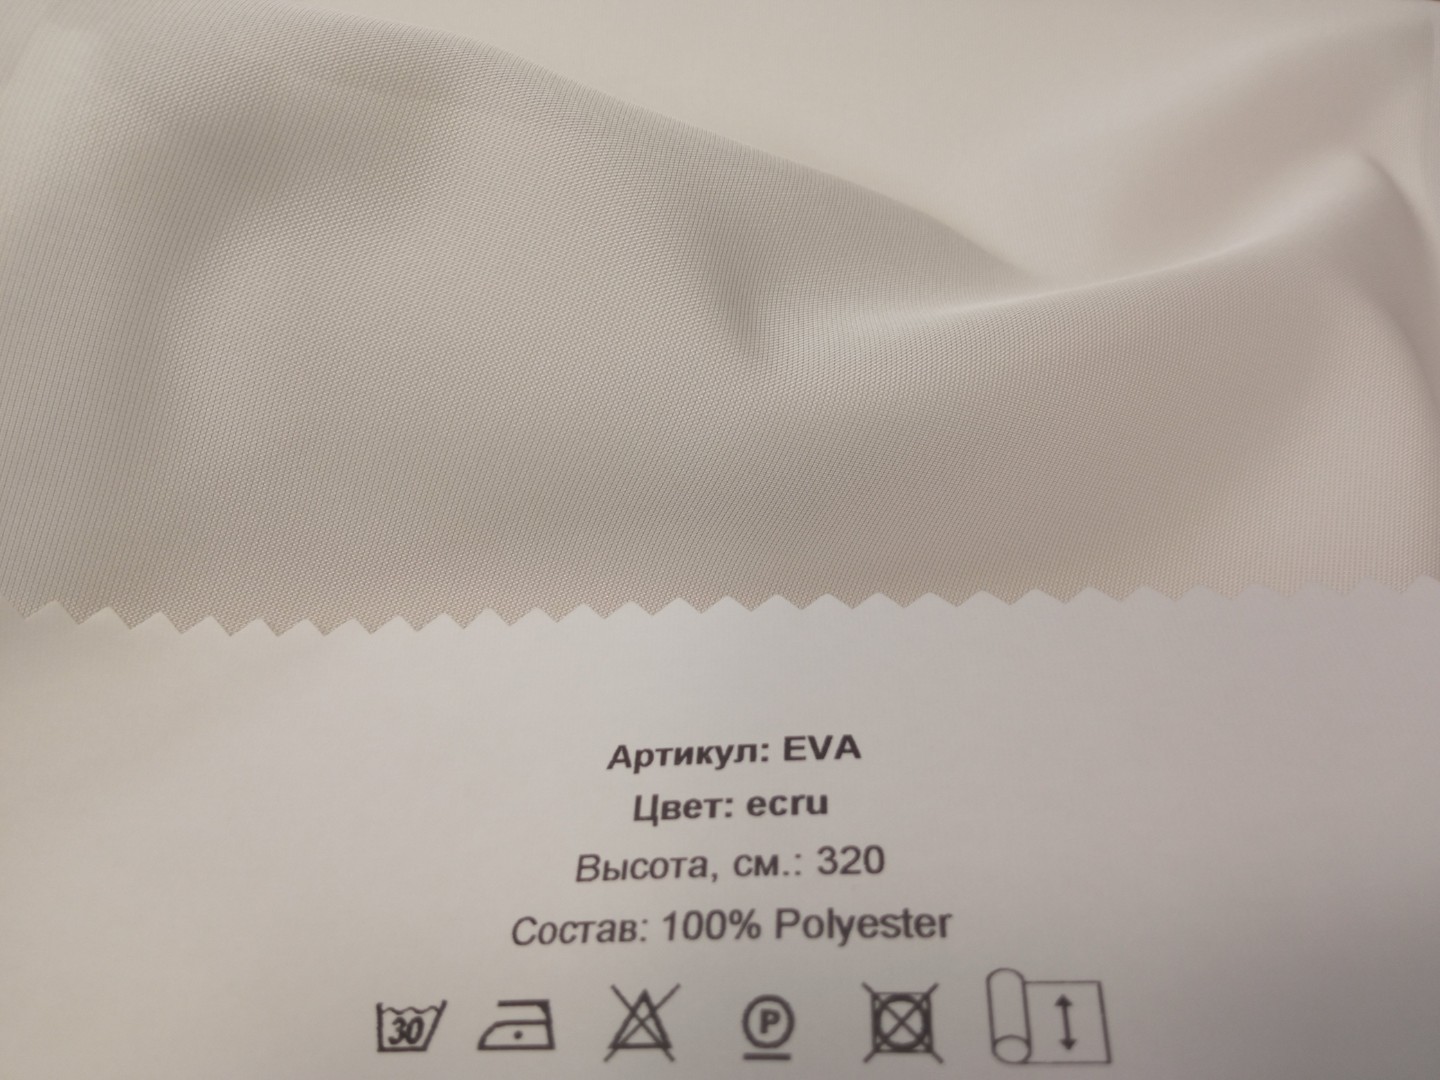 Артикул: EVA
Цвет: ecru
Высота, см.: 320
Состав: 100% Polyester
30 P